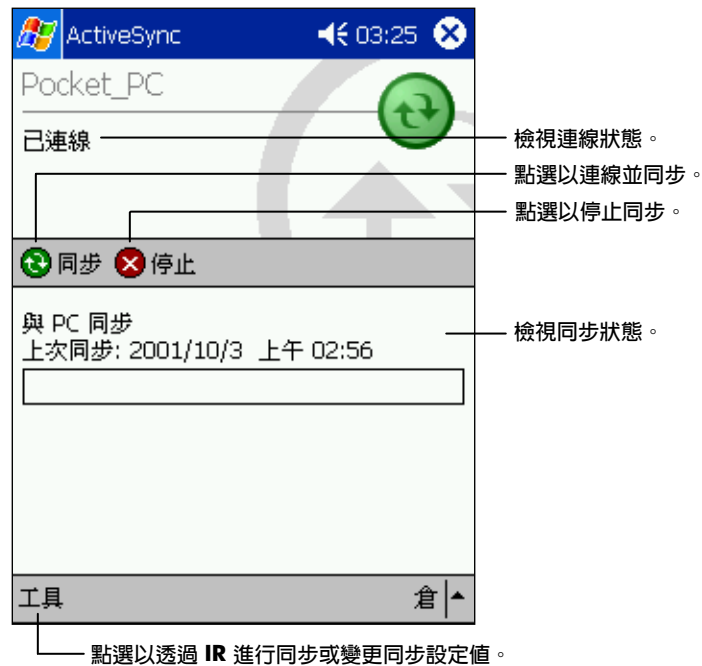 ActiveSync 03:25
Pocket_PC
已連線
檢視連線狀態。
點選以連線並同步。
點選以停止同步。
同步 停止
與 PC 同步
上次同步: 2001/10/3 上午 02:56
檢視同步狀態。
工具 倉
點選以透過 IR 進行同步或變更同步設定值。